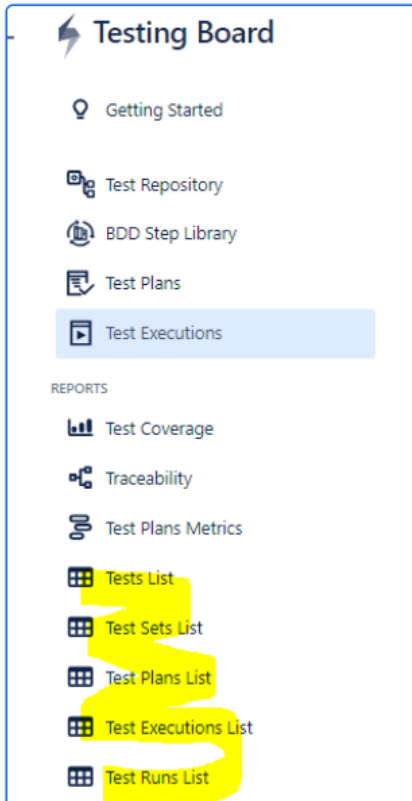 Testing Board
Getting Started
Test Repository
BDD Step Library
Test Plans
Test Executions
REPORTS
Test Coverage
Traceability
Test Plans Metrics
Tests List
Test Sets List
Test Plans List
Test Executions List
Test Runs List